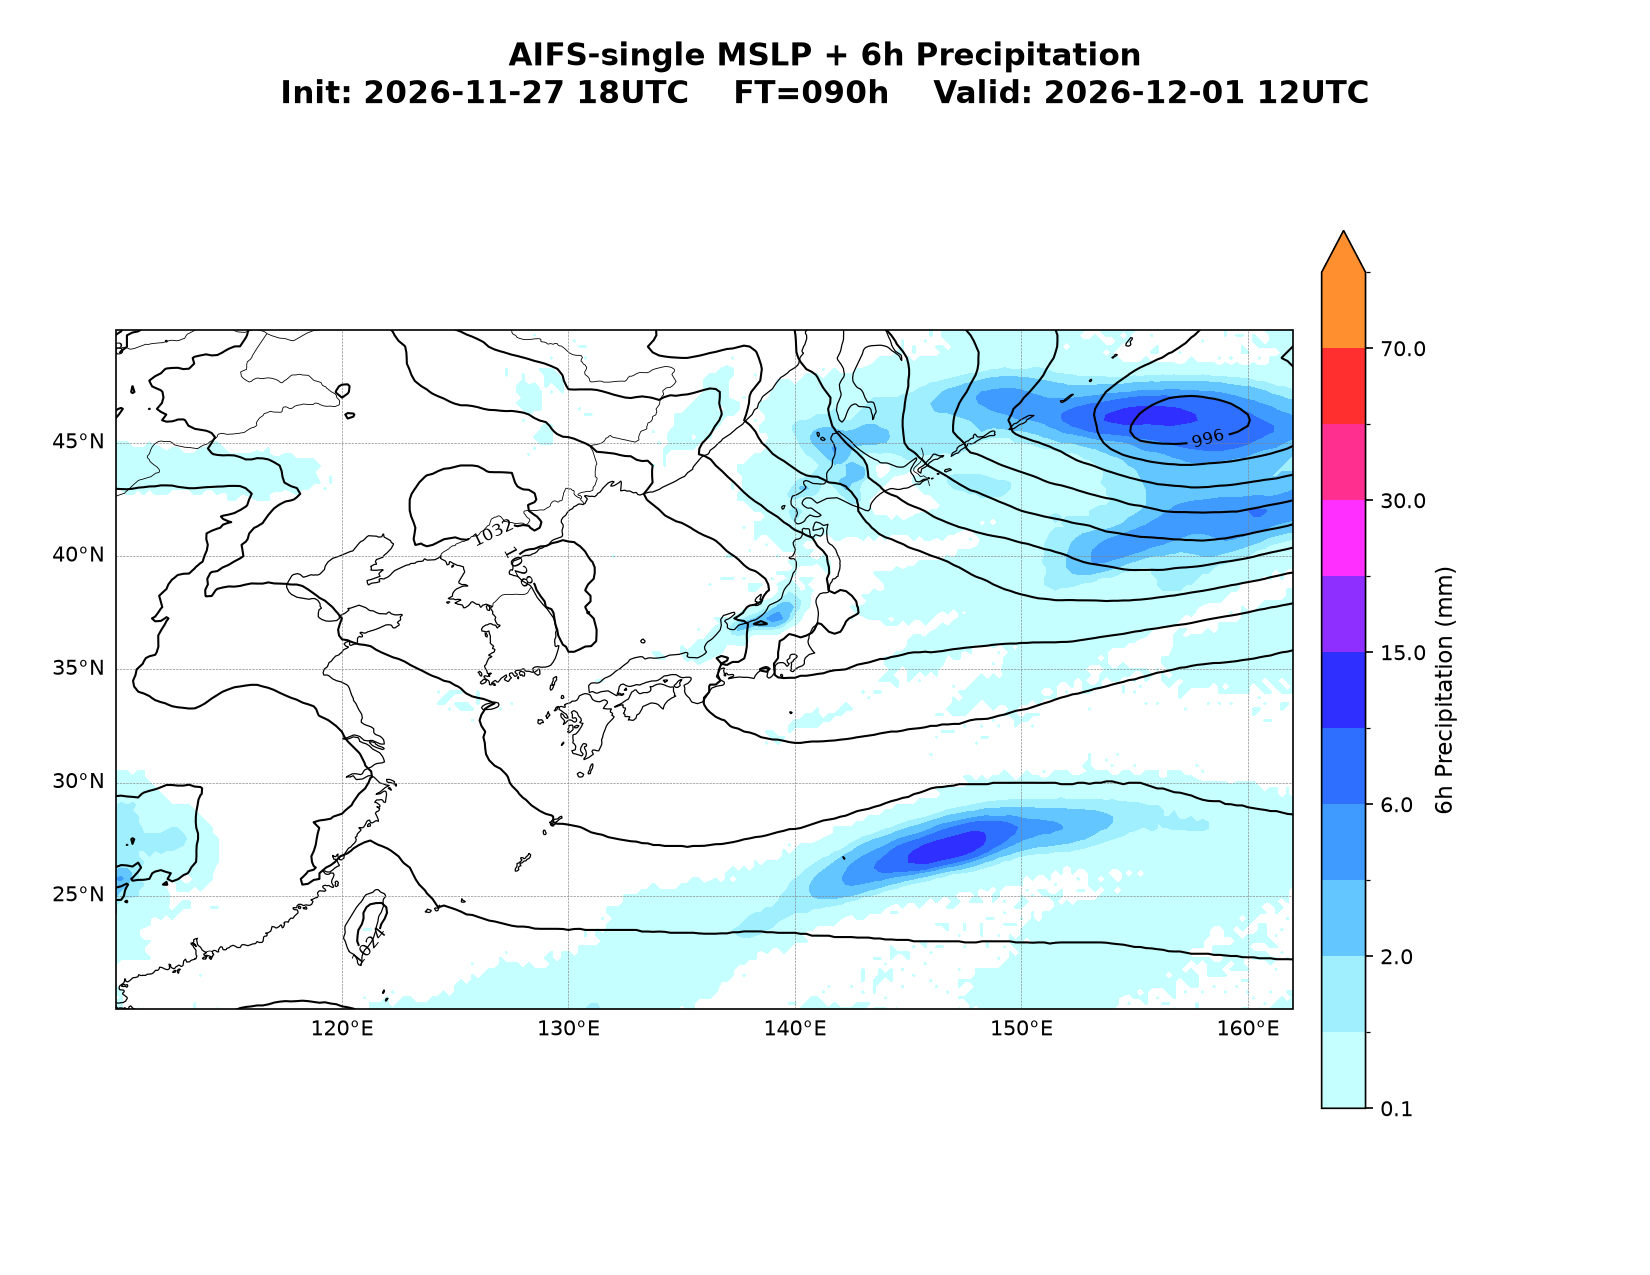 AIFS-single MSLP + 6h Precipitation
Init: 2026-11-27 18UTC    FT=090h    Valid: 2026-12-01 12UTC
45°N
40°N
35°N
30°N
25°N
120°E
130°E
140°E
150°E
160°E
996
1032
1028
1024
70.0
30.0
15.0
6.0
2.0
0.1
6h Precipitation (mm)